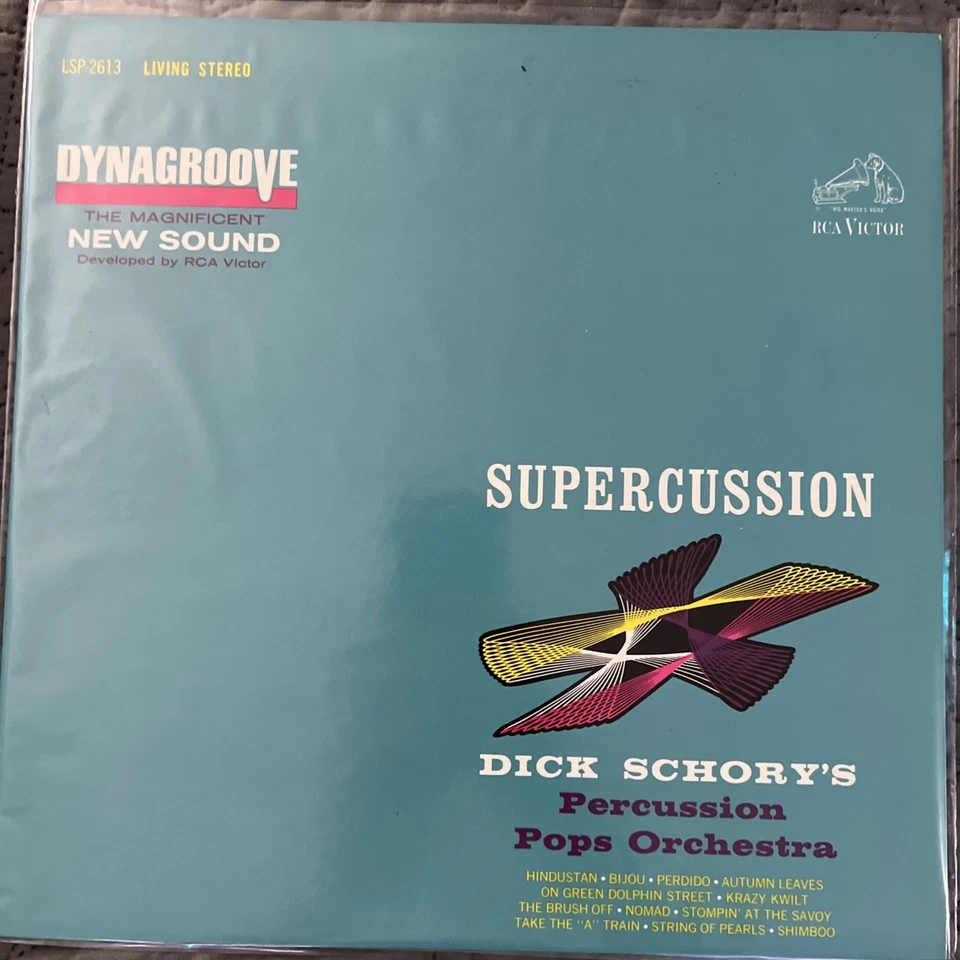 LSP-2613 LIVING STEREO
DYNAGROOVE
THE MAGNIFICENT
NEW SOUND
Developed by RCA Victor
"HIS MASTER'S VOICE"
RCA VICTOR
SUPERCUSSION
DICK SCHORY'S
Percussion
Pops Orchestra
HINDUSTAN • BIJOU • PERDIDO • AUTUMN LEAVES
ON GREEN DOLPHIN STREET • KRAZY KWILT
THE BRUSH OFF • NOMAD • STOMPIN' AT THE SAVOY
TAKE THE "A" TRAIN • STRING OF PEARLS • SHIMBOO